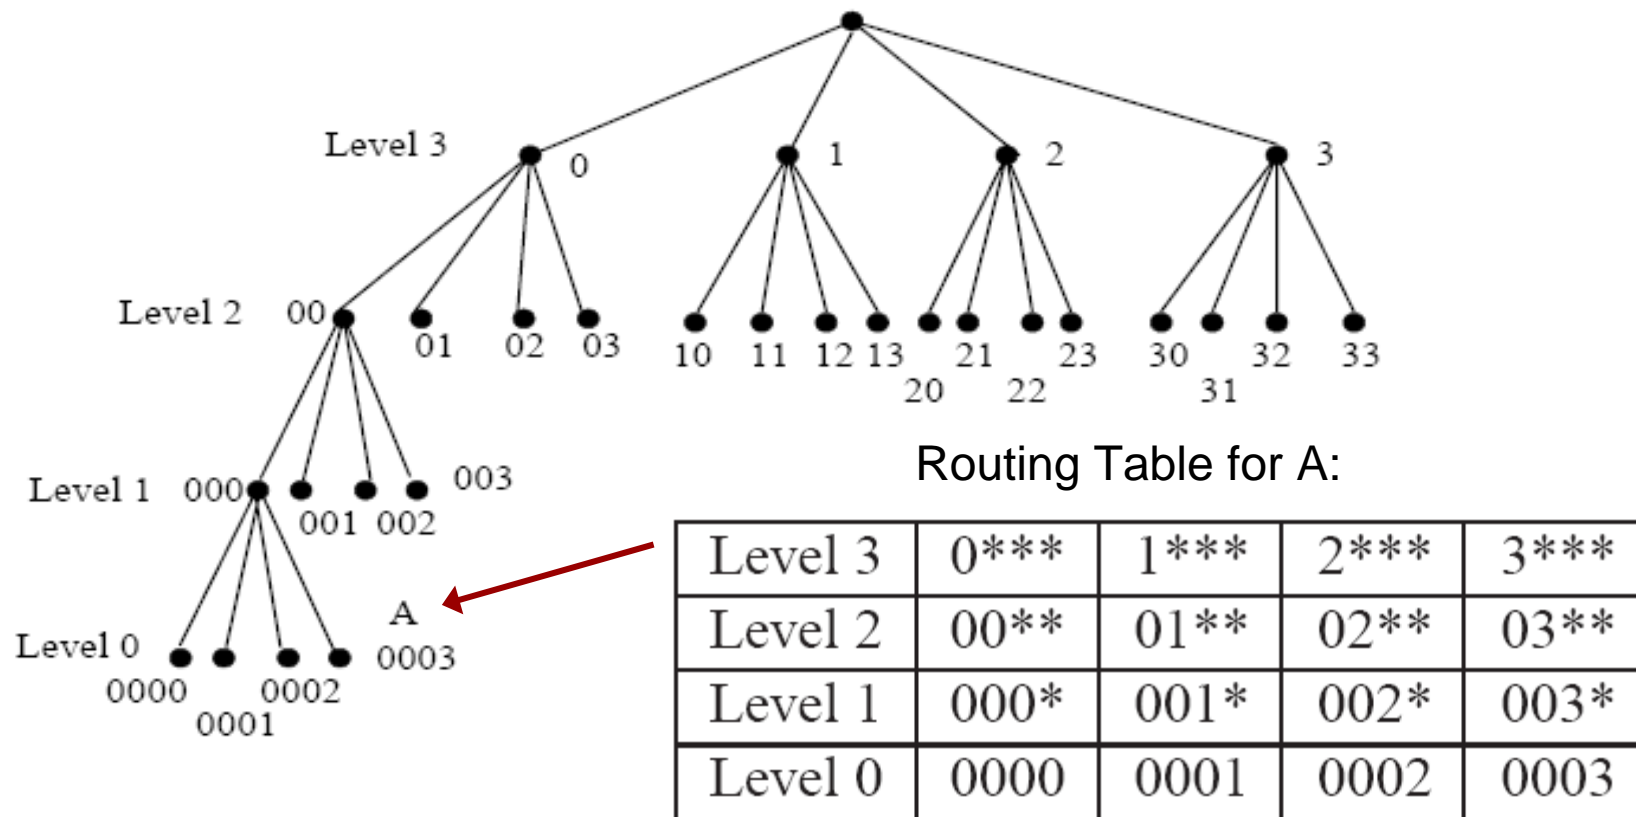 Level 3 0 1 2 3
Level 2 00 01 02 03 10 11 12 13 21 23 30 32 33
20 22 31
Routing Table for A:
Level 1 000 003
001 002
A
Level 0 0003
0000 0002
0001
Level 3 0*** 1*** 2*** 3***
Level 2 00** 01** 02** 03**
Level 1 000* 001* 002* 003*
Level 0 0000 0001 0002 0003